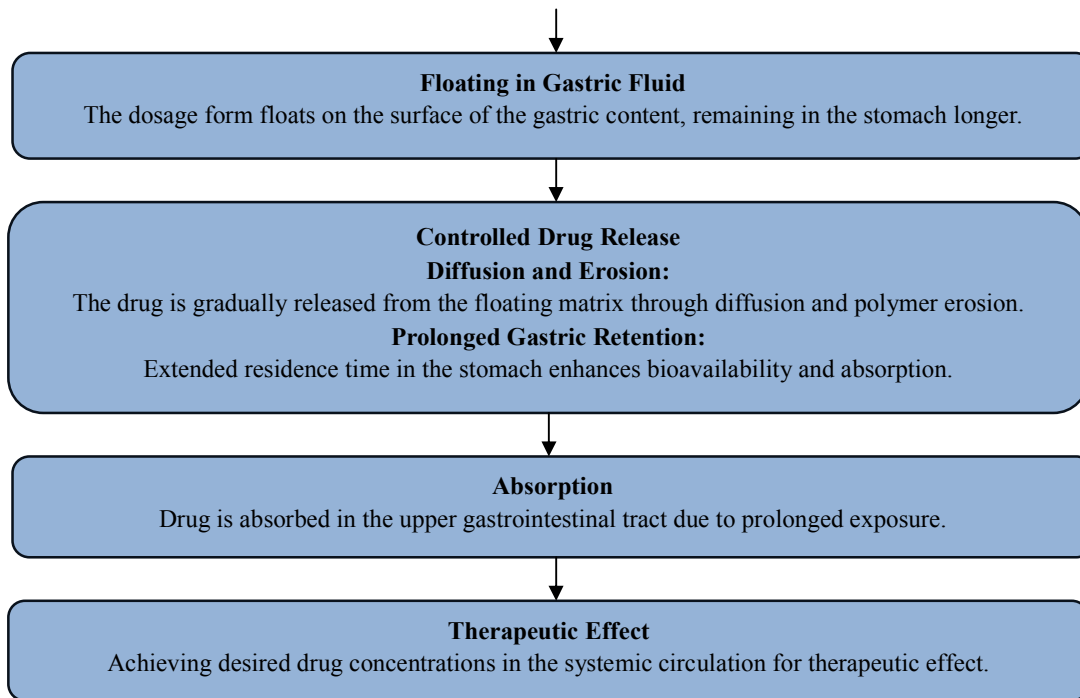 Floating in Gastric Fluid
The dosage form floats on the surface of the gastric content, remaining in the stomach longer.
Controlled Drug Release
Diffusion and Erosion:
The drug is gradually released from the floating matrix through diffusion and polymer erosion.
Prolonged Gastric Retention:
Extended residence time in the stomach enhances bioavailability and absorption.
Absorption
Drug is absorbed in the upper gastrointestinal tract due to prolonged exposure.
Therapeutic Effect
Achieving desired drug concentrations in the systemic circulation for therapeutic effect.